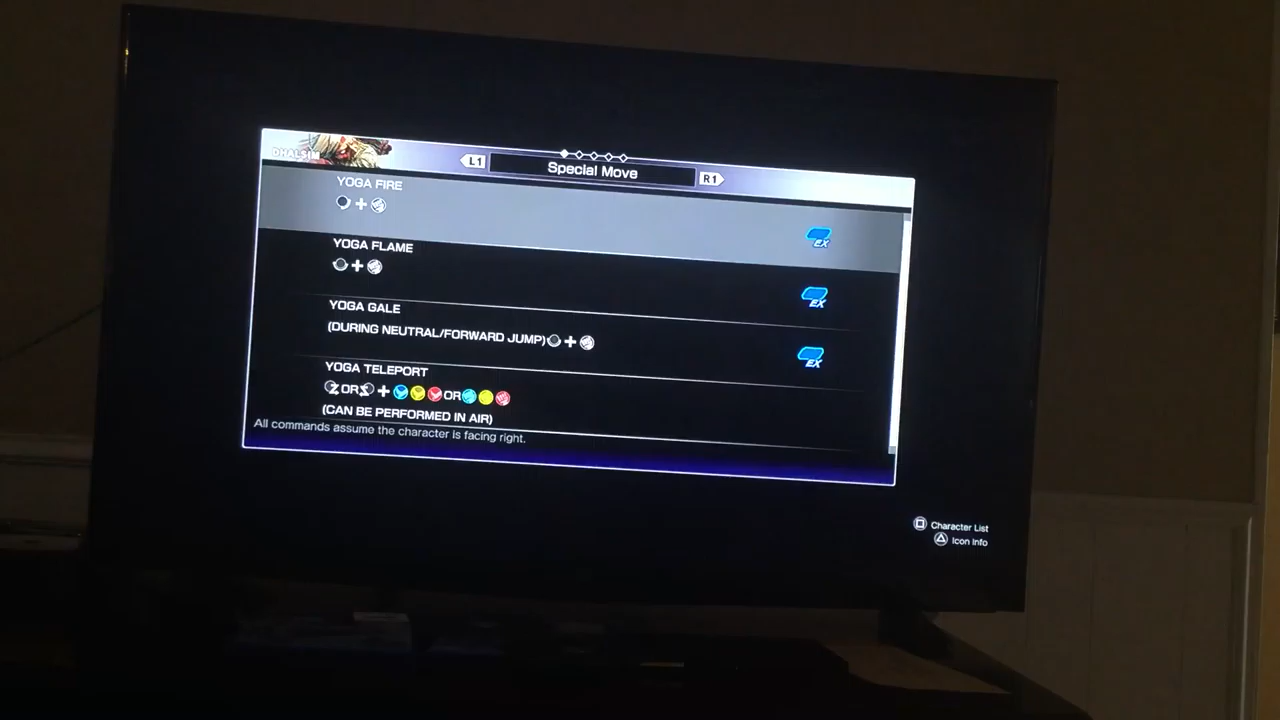 DHALSIM
L1
Special Move
R1
YOGA FIRE
+
EX
YOGA FLAME
+
EX
YOGA GALE
(DURING NEUTRAL/FORWARD JUMP) +
EX
YOGA TELEPORT
OR + OR
(CAN BE PERFORMED IN AIR)
All commands assume the character is facing right.
Character List
Icon Info